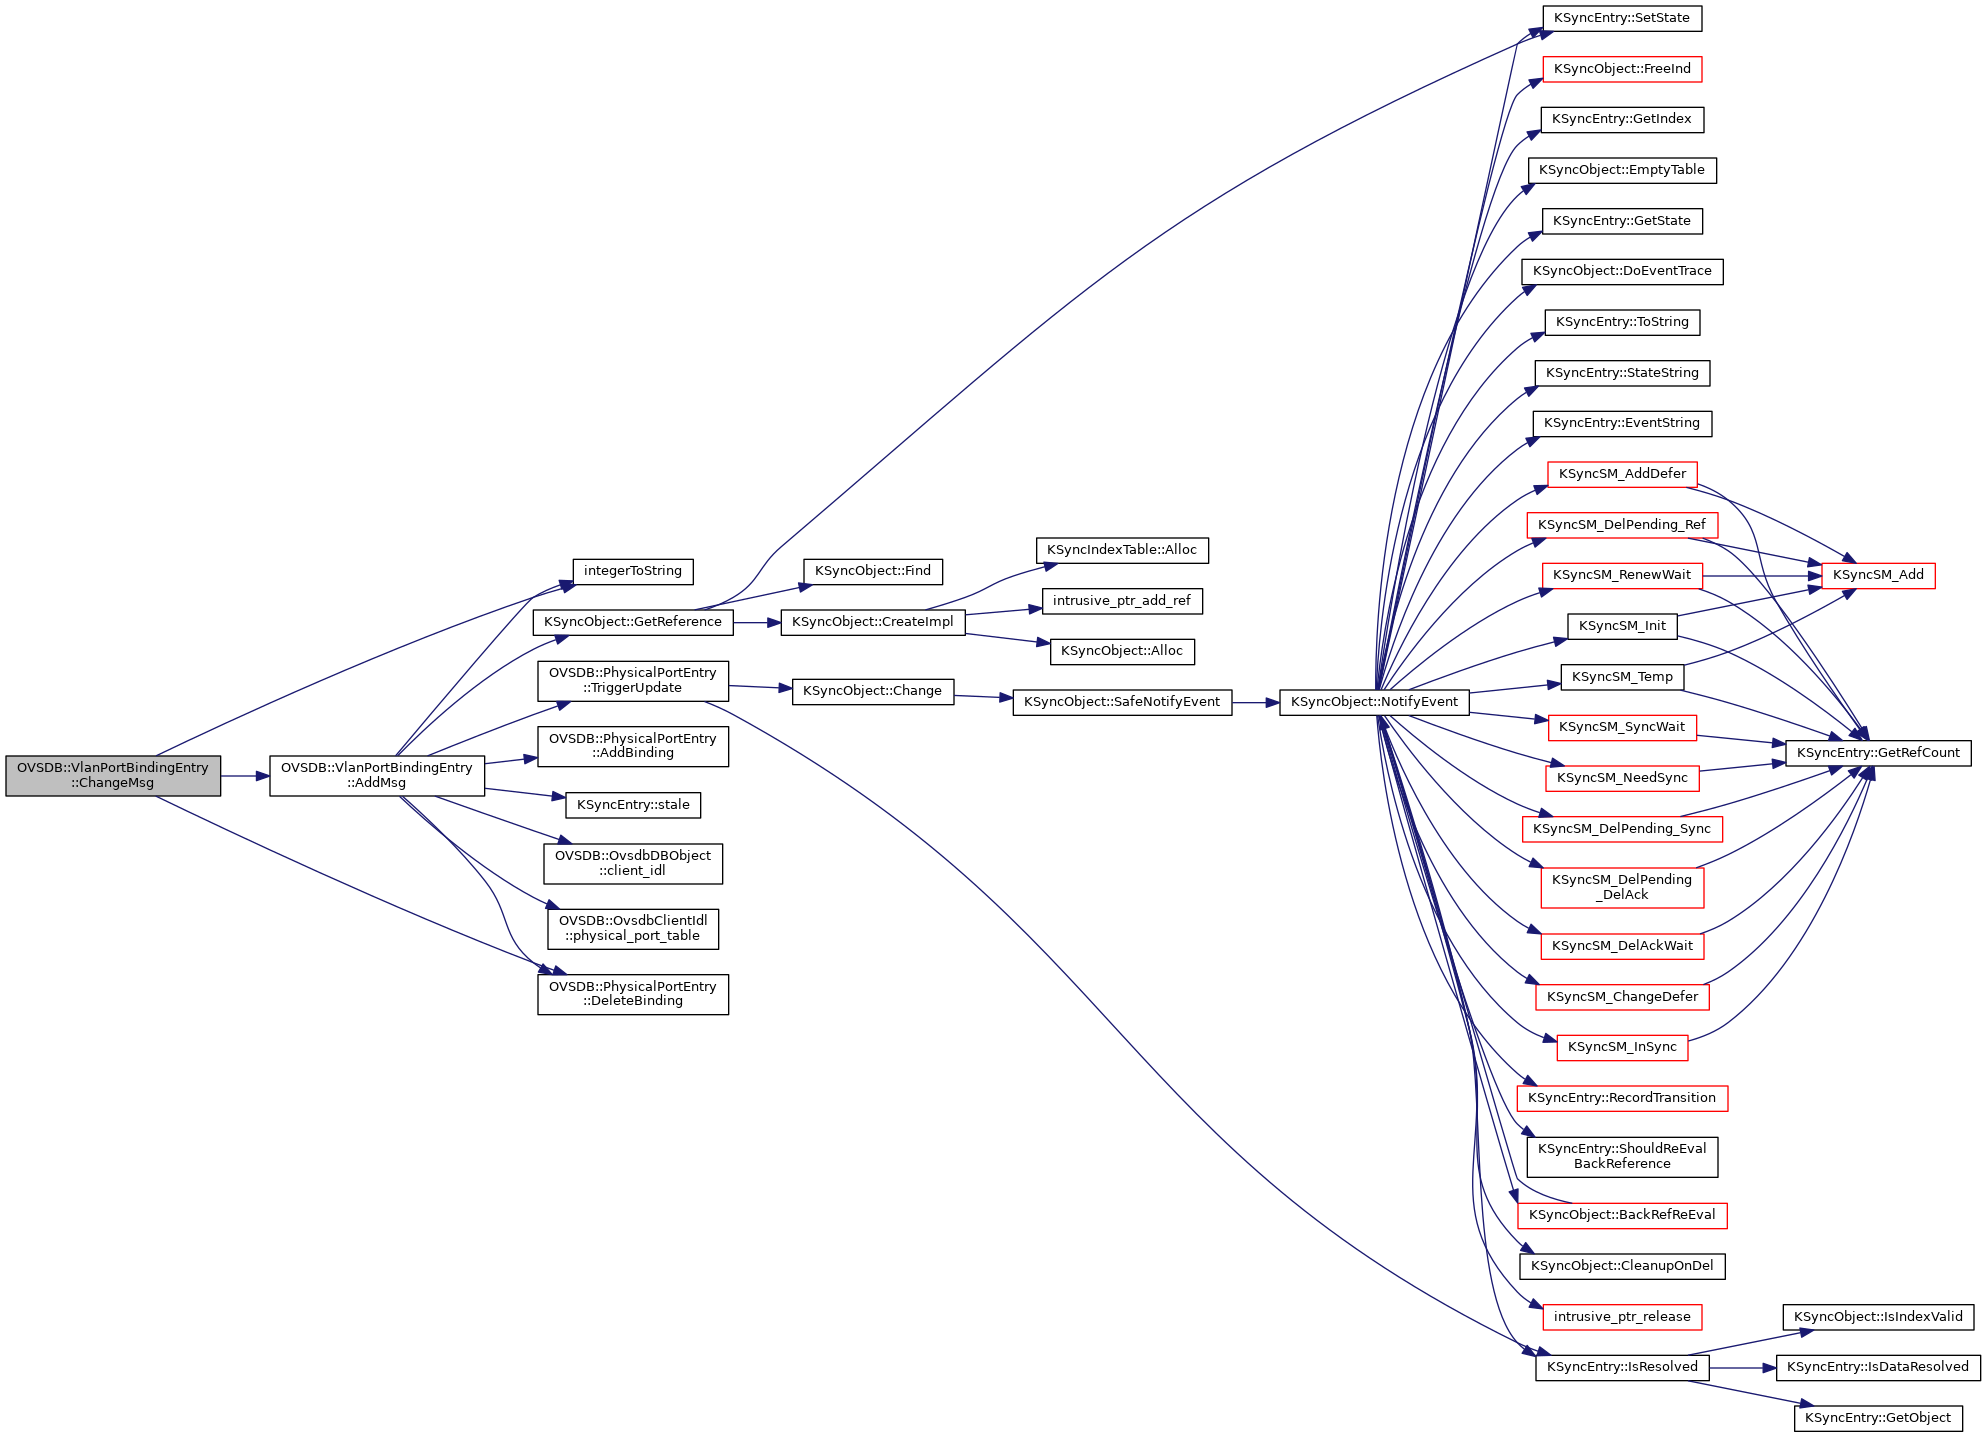 OVSDB::VlanPortBindingEntry
::ChangeMsg
OVSDB::VlanPortBindingEntry
::AddMsg
integerToString
KSyncObject::GetReference
OVSDB::PhysicalPortEntry
::TriggerUpdate
OVSDB::PhysicalPortEntry
::AddBinding
KSyncEntry::stale
OVSDB::OvsdbDBObject
::client_idl
OVSDB::OvsdbClientIdl
::physical_port_table
OVSDB::PhysicalPortEntry
::DeleteBinding
KSyncObject::Find
KSyncObject::CreateImpl
KSyncObject::Change
KSyncIndexTable::Alloc
intrusive_ptr_add_ref
KSyncObject::Alloc
KSyncObject::SafeNotifyEvent
KSyncObject::NotifyEvent
KSyncEntry::SetState
KSyncObject::FreeInd
KSyncEntry::GetIndex
KSyncObject::EmptyTable
KSyncEntry::GetState
KSyncObject::DoEventTrace
KSyncEntry::ToString
KSyncEntry::StateString
KSyncEntry::EventString
KSyncSM_AddDefer
KSyncSM_DelPending_Ref
KSyncSM_RenewWait
KSyncSM_Init
KSyncSM_Temp
KSyncSM_SyncWait
KSyncSM_NeedSync
KSyncSM_DelPending_Sync
KSyncSM_DelPending
_DelAck
KSyncSM_DelAckWait
KSyncSM_ChangeDefer
KSyncSM_InSync
KSyncEntry::RecordTransition
KSyncEntry::ShouldReEval
BackReference
KSyncObject::BackRefReEval
KSyncObject::CleanupOnDel
intrusive_ptr_release
KSyncEntry::IsResolved
KSyncSM_Add
KSyncEntry::GetRefCount
KSyncObject::IsIndexValid
KSyncEntry::IsDataResolved
KSyncEntry::GetObject